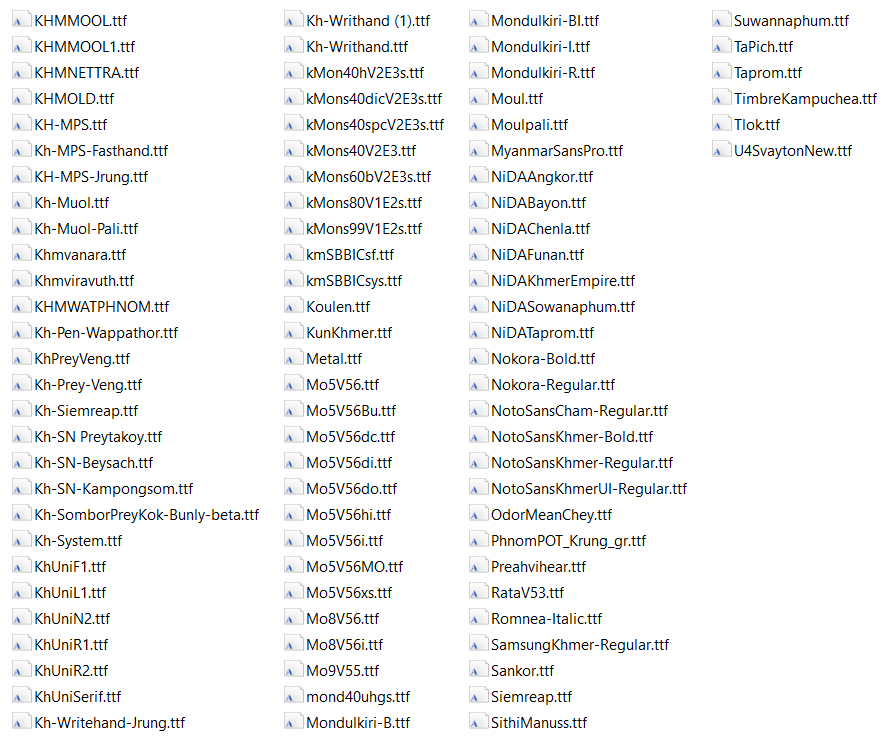 KHMMOOL.ttf
KHMMOOL1.ttf
KHMNETTRA.ttf
KHMOLD.ttf
KH-MPS.ttf
Kh-MPS-Fasthand.ttf
KH-MPS-Jrung.ttf
Kh-Muol.ttf
Kh-Muol-Pali.ttf
Khmvanara.ttf
Khmviravuth.ttf
KHMWATPHNOM.ttf
Kh-Pen-Wappathor.ttf
KhPreyVeng.ttf
Kh-Prey-Veng.ttf
Kh-Siemreap.ttf
Kh-SN Preytakoy.ttf
Kh-SN-Beysach.ttf
Kh-SN-Kampongsom.ttf
Kh-SomborPreyKok-Bunly-beta.ttf
Kh-System.ttf
KhUniF1.ttf
KhUniL1.ttf
KhUniN2.ttf
KhUniR1.ttf
KhUniR2.ttf
KhUniSerif.ttf
Kh-Writehand-Jrung.ttf
Kh-Writhand (1).ttf
Kh-Writhand.ttf
kMon40hV2E3s.ttf
kMons40dicV2E3s.ttf
kMons40spcV2E3s.ttf
kMons40V2E3.ttf
kMons60bV2E3s.ttf
kMons80V1E2s.ttf
kMons99V1E2s.ttf
kmSBBICsf.ttf
kmSBBICsys.ttf
Koulen.ttf
KunKhmer.ttf
Metal.ttf
Mo5V56.ttf
Mo5V56Bu.ttf
Mo5V56dc.ttf
Mo5V56di.ttf
Mo5V56do.ttf
Mo5V56hi.ttf
Mo5V56i.ttf
Mo5V56MO.ttf
Mo5V56xs.ttf
Mo8V56.ttf
Mo8V56i.ttf
Mo9V55.ttf
mond40uhgs.ttf
Mondulkiri-B.ttf
Mondulkiri-BI.ttf
Mondulkiri-I.ttf
Mondulkiri-R.ttf
Moul.ttf
Moulpali.ttf
MyanmarSansPro.ttf
NiDAAngkor.ttf
NiDABayon.ttf
NiDAChenla.ttf
NiDAFunan.ttf
NiDAKhmerEmpire.ttf
NiDASowanaphum.ttf
NiDATaprom.ttf
Nokora-Bold.ttf
Nokora-Regular.ttf
NotoSansCham-Regular.ttf
NotoSansKhmer-Bold.ttf
NotoSansKhmer-Regular.ttf
NotoSansKhmerUI-Regular.ttf
OdorMeanChey.ttf
PhnomPOT_Krung_gr.ttf
Preahvihear.ttf
RataV53.ttf
Romnea-Italic.ttf
SamsungKhmer-Regular.ttf
Sankor.ttf
Siemreap.ttf
SithiManuss.ttf
Suwannaphum.ttf
TaPich.ttf
Taprom.ttf
TimbreKampuchea.ttf
Tlok.ttf
U4SvaytonNew.ttf